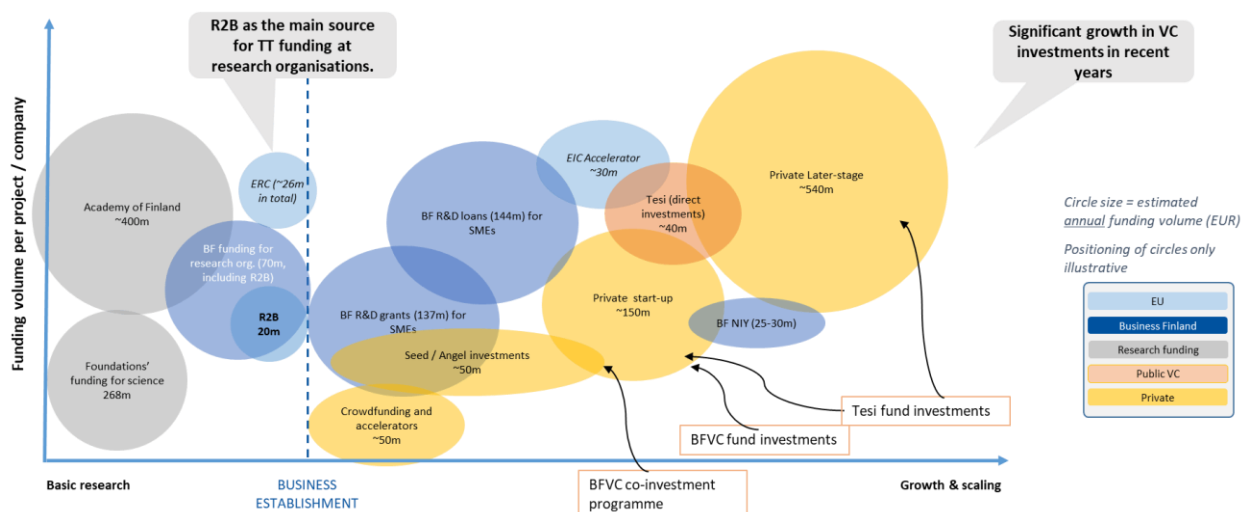 R2B as the main source
for TT funding at
research organisations.
Significant growth in VC
investments in recent
years
Funding volume per project / company
Academy of Finland
~400m
ERC (~26m
in total)
BF funding for
research org. (70m,
including R2B)
R2B
20m
Foundations'
funding for science
268m
BF R&D loans (144m) for
SMEs
BF R&D grants (137m) for
SMEs
Seed / Angel investments
~50m
Crowdfunding and
accelerators
~50m
EIC Accelerator
~30m
Tesi (direct
investments)
~40m
Private start-up
~150m
BF NIY (25-30m)
Private Later-stage
~540m
Circle size = estimated
annual funding volume (EUR)
Positioning of circles only
illustrative
EU
Business Finland
Research funding
Public VC
Private
Tesi fund investments
BFVC fund investments
BFVC co-investment
programme
Basic research
BUSINESS
ESTABLISHMENT
Growth & scaling